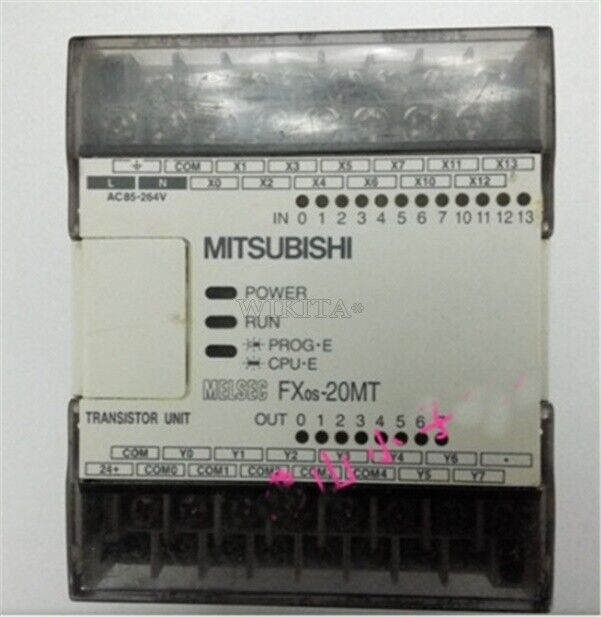 COM X1 X3 X5 X7 X11 X13
L N X0 X2 X4 X6 X10 X12
AC85-264V
IN 0 1 2 3 4 5 6 7 10 11 12 13
MITSUBISHI
POWER
WIKITA
RUN
PROG·E
CPU·E
MELSEC FX0S-20MT
TRANSISTOR UNIT
OUT 0 1 2 3 4 5 6 7
COM Y0 Y1 Y2 Y3 Y4 Y6 •
24+ COM0 COM1 COM2 COM3 COM4 Y5 Y7